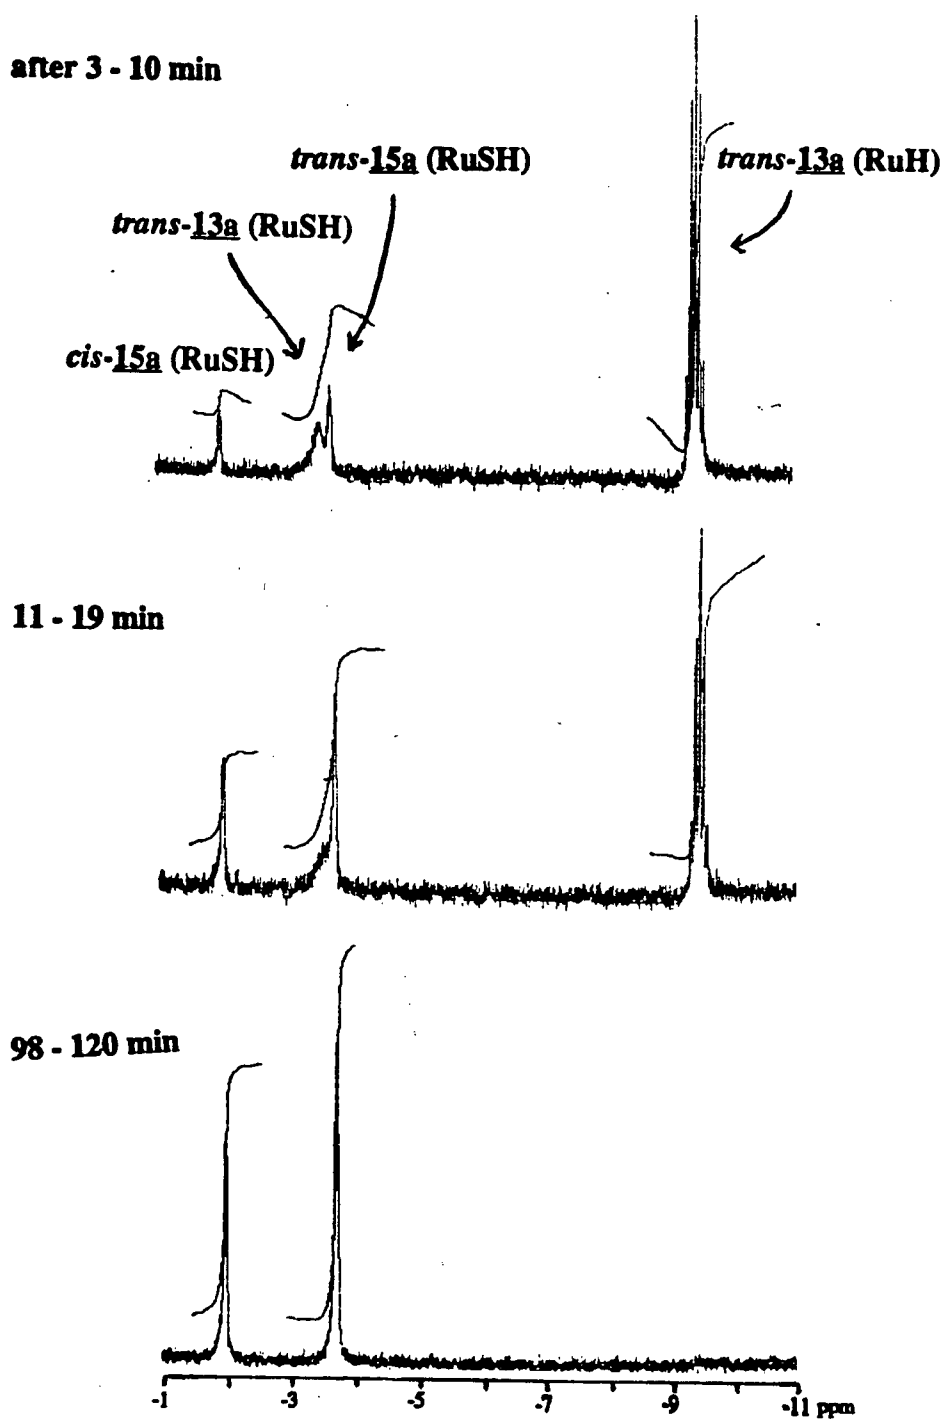 after 3 - 10 min
trans-15a (RuSH)
trans-13a (RuH)
trans-13a (RuSH)
cis-15a (RuSH)
11 - 19 min
98 - 120 min
-1 -3 -5 -7 -9 -11 ppm